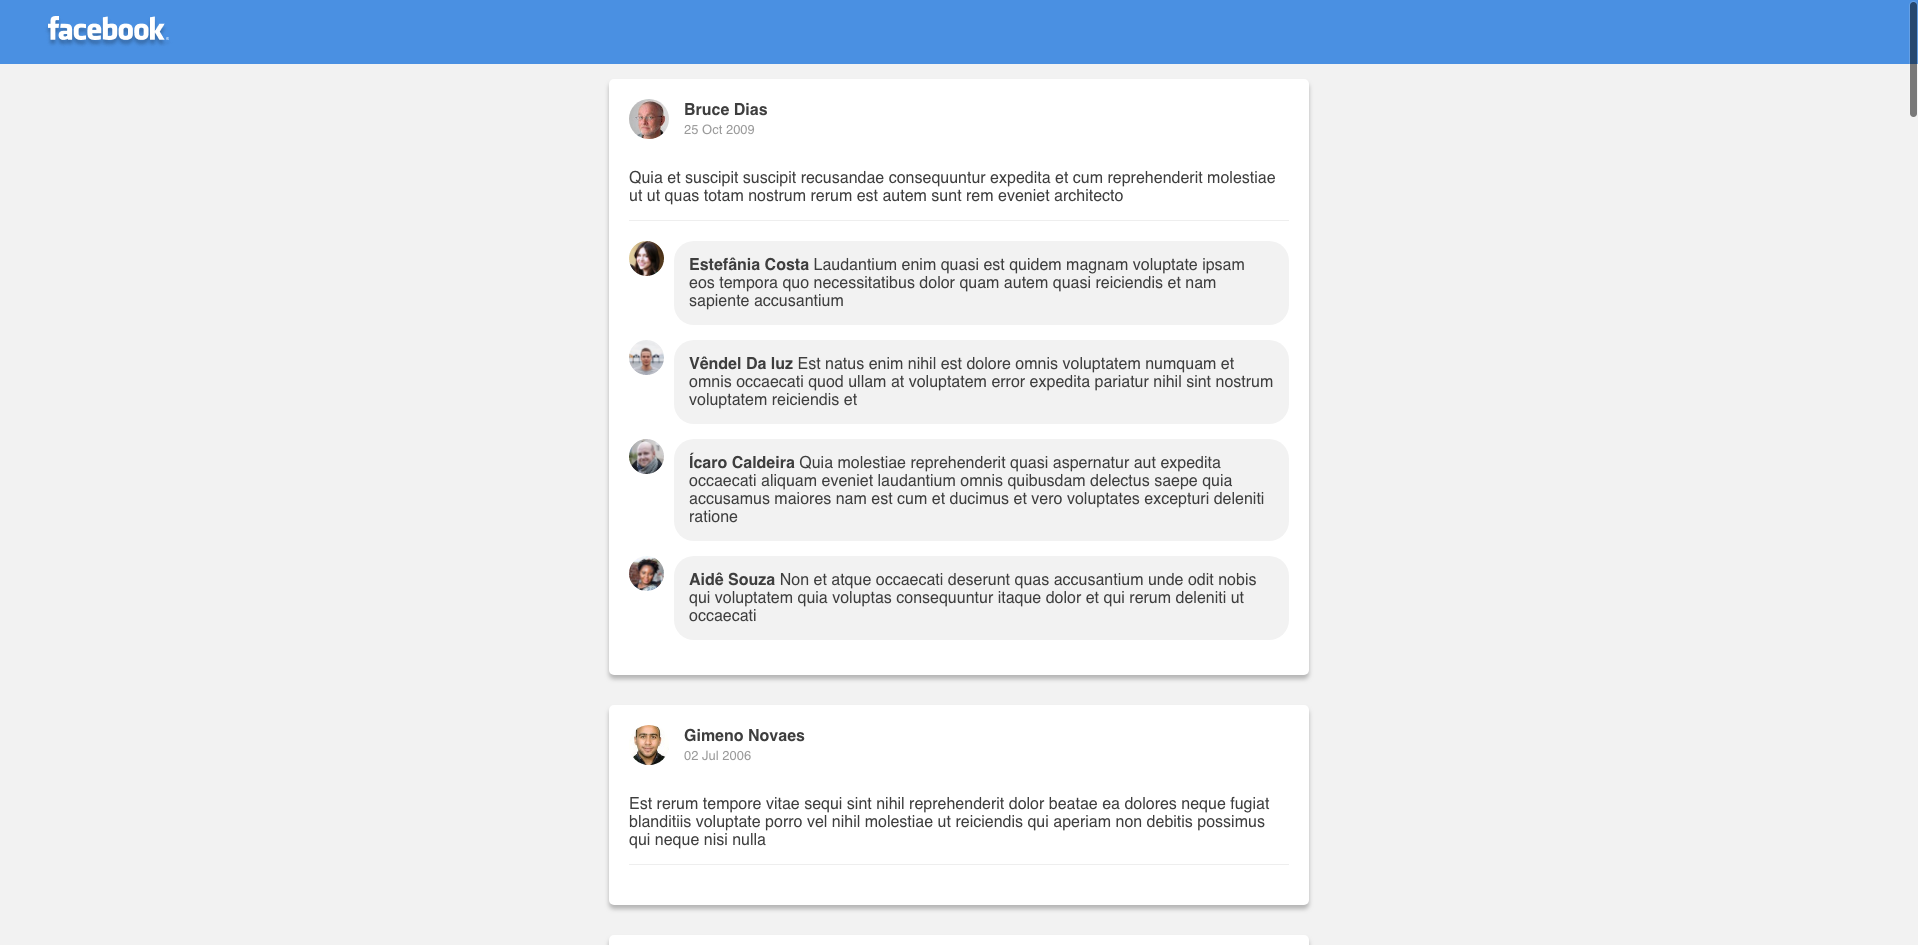 facebook
Bruce Dias
25 Oct 2009
Quia et suscipit suscipit recusandae consequuntur expedita et cum reprehenderit molestiae
ut ut quas totam nostrum rerum est autem sunt rem eveniet architecto
Estefânia Costa Laudantium enim quasi est quidem magnam voluptate ipsam
eos tempora quo necessitatibus dolor quam autem quasi reiciendis et nam
sapiente accusantium
Vêndel Da luz Est natus enim nihil est dolore omnis voluptatem numquam et
omnis occaecati quod ullam at voluptatem error expedita pariatur nihil sint nostrum
voluptatem reiciendis et
Ícaro Caldeira Quia molestiae reprehenderit quasi aspernatur aut expedita
occaecati aliquam eveniet laudantium omnis quibusdam delectus saepe quia
accusamus maiores nam est cum et ducimus et vero voluptates excepturi deleniti
ratione
Aidê Souza Non et atque occaecati deserunt quas accusantium unde odit nobis
qui voluptatem quia voluptas consequuntur itaque dolor et qui rerum deleniti ut
occaecati
Gimeno Novaes
02 Jul 2006
Est rerum tempore vitae sequi sint nihil reprehenderit dolor beatae ea dolores neque fugiat
blanditiis voluptate porro vel nihil molestiae ut reiciendis qui aperiam non debitis possimus
qui neque nisi nulla